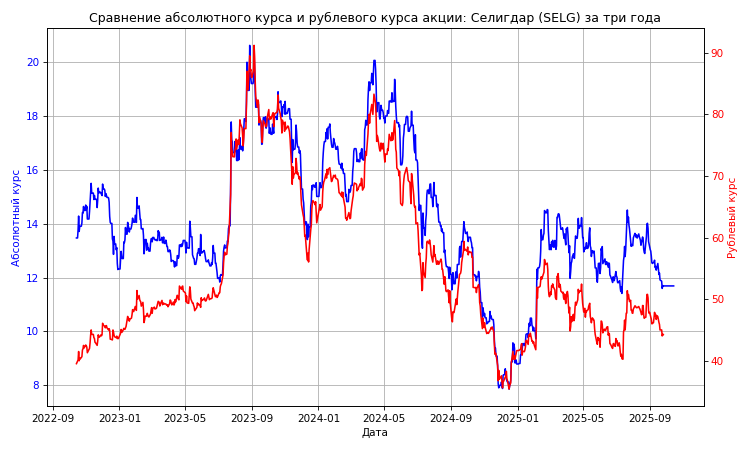 Сравнение абсолютного курса и рублевого курса акции: Селигдар (SELG) за три года
Абсолютный курс
20
18
16
14
12
10
8
90
80
70
60
50
40
Рублевый курс
2022-09 2023-01 2023-05 2023-09 2024-01 2024-05 2024-09 2025-01 2025-05 2025-09
Дата